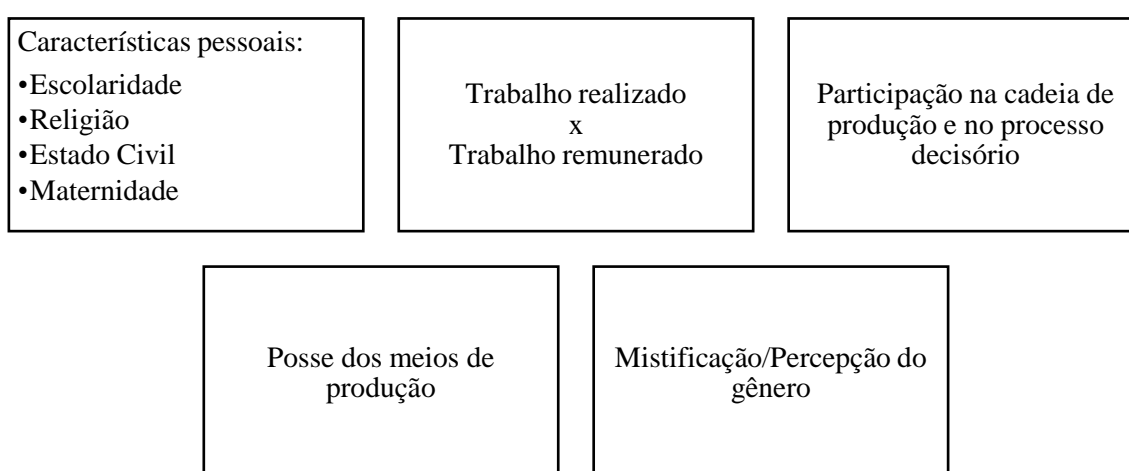 Características pessoais:
•Escolaridade
•Religião
•Estado Civil
•Maternidade
Trabalho realizado
x
Trabalho remunerado
Participação na cadeia de
produção e no processo
decisório
Posse dos meios de
produção
Mistificação/Percepção do
gênero